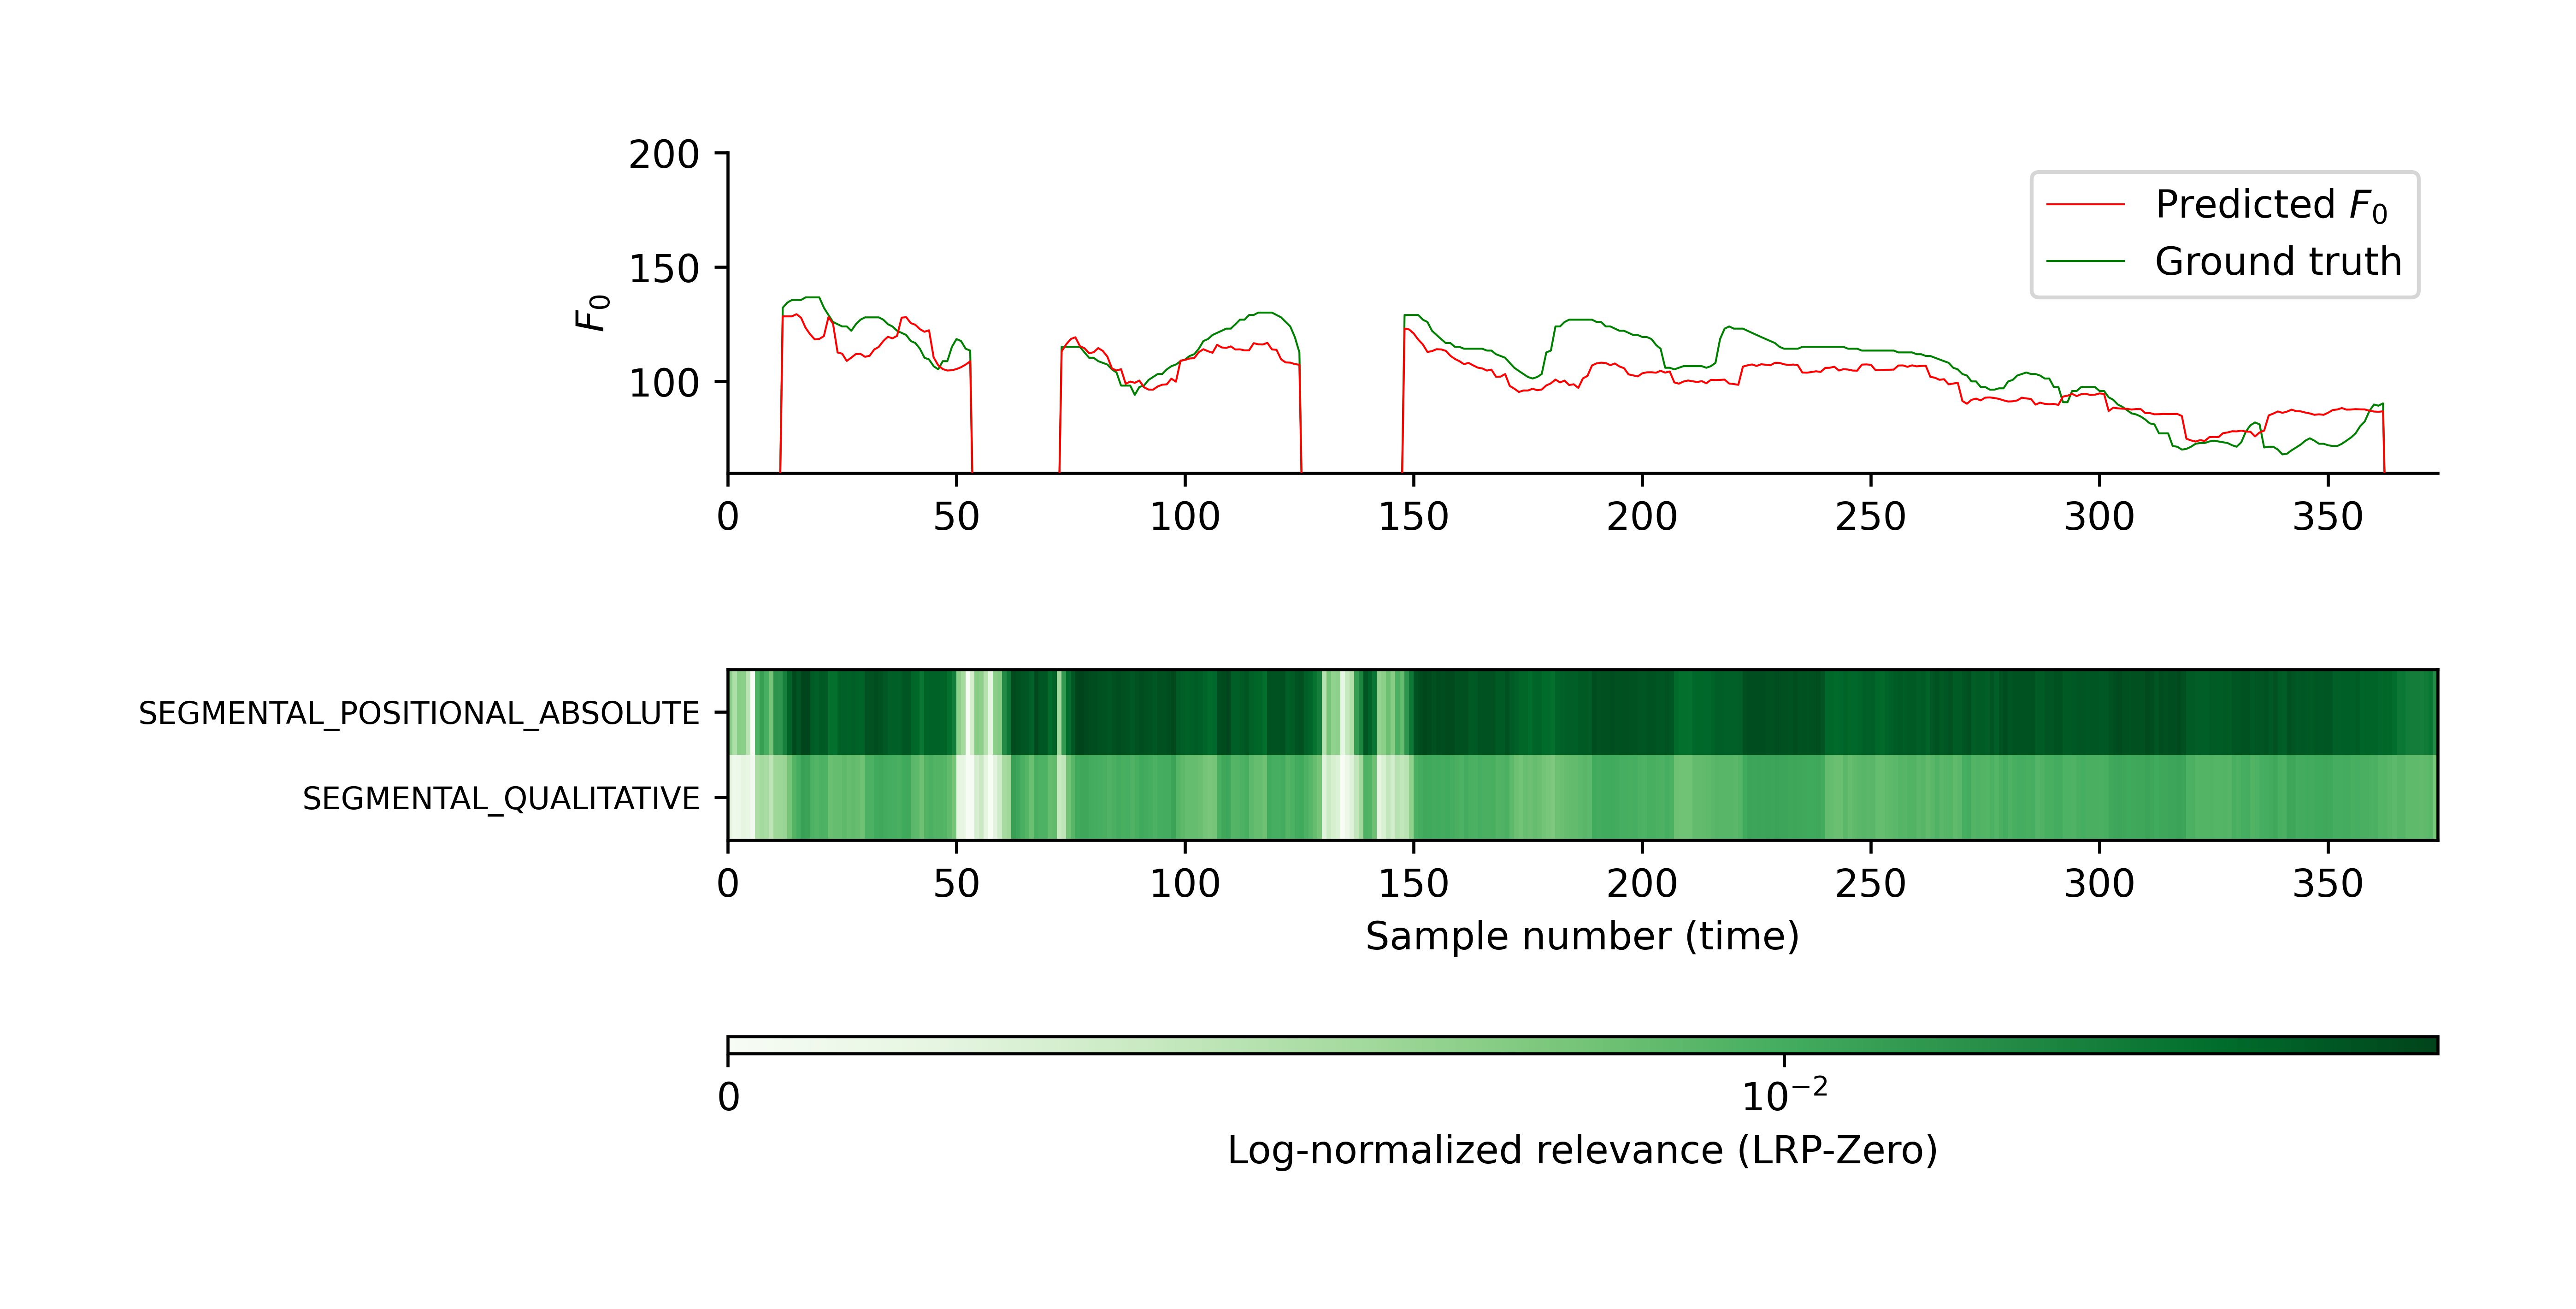 200
150
100
F₀
Predicted F₀
Ground truth
0 50 100 150 200 250 300 350
SEGMENTAL_POSITIONAL_ABSOLUTE
SEGMENTAL_QUALITATIVE
0 50 100 150 200 250 300 350
Sample number (time)
0 10⁻²
Log-normalized relevance (LRP-Zero)